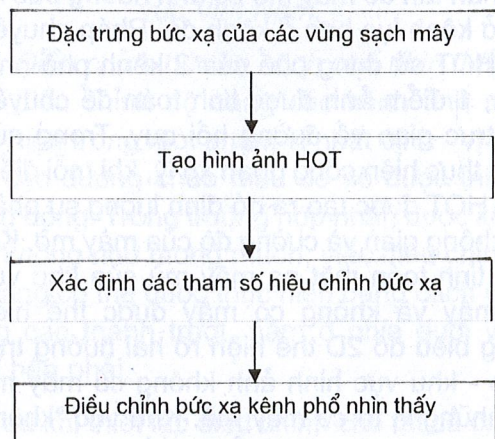 Đặc trưng bức xạ của các vùng sạch mây
Tạo hình ảnh HOT
Xác định các tham số hiệu chỉnh bức xạ
Điều chỉnh bức xạ kênh phổ nhìn thấy